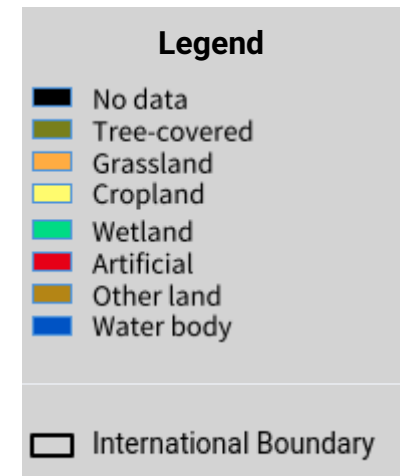 Legend
No data
Tree-covered
Grassland
Cropland
Wetland
Artificial
Other land
Water body
International Boundary